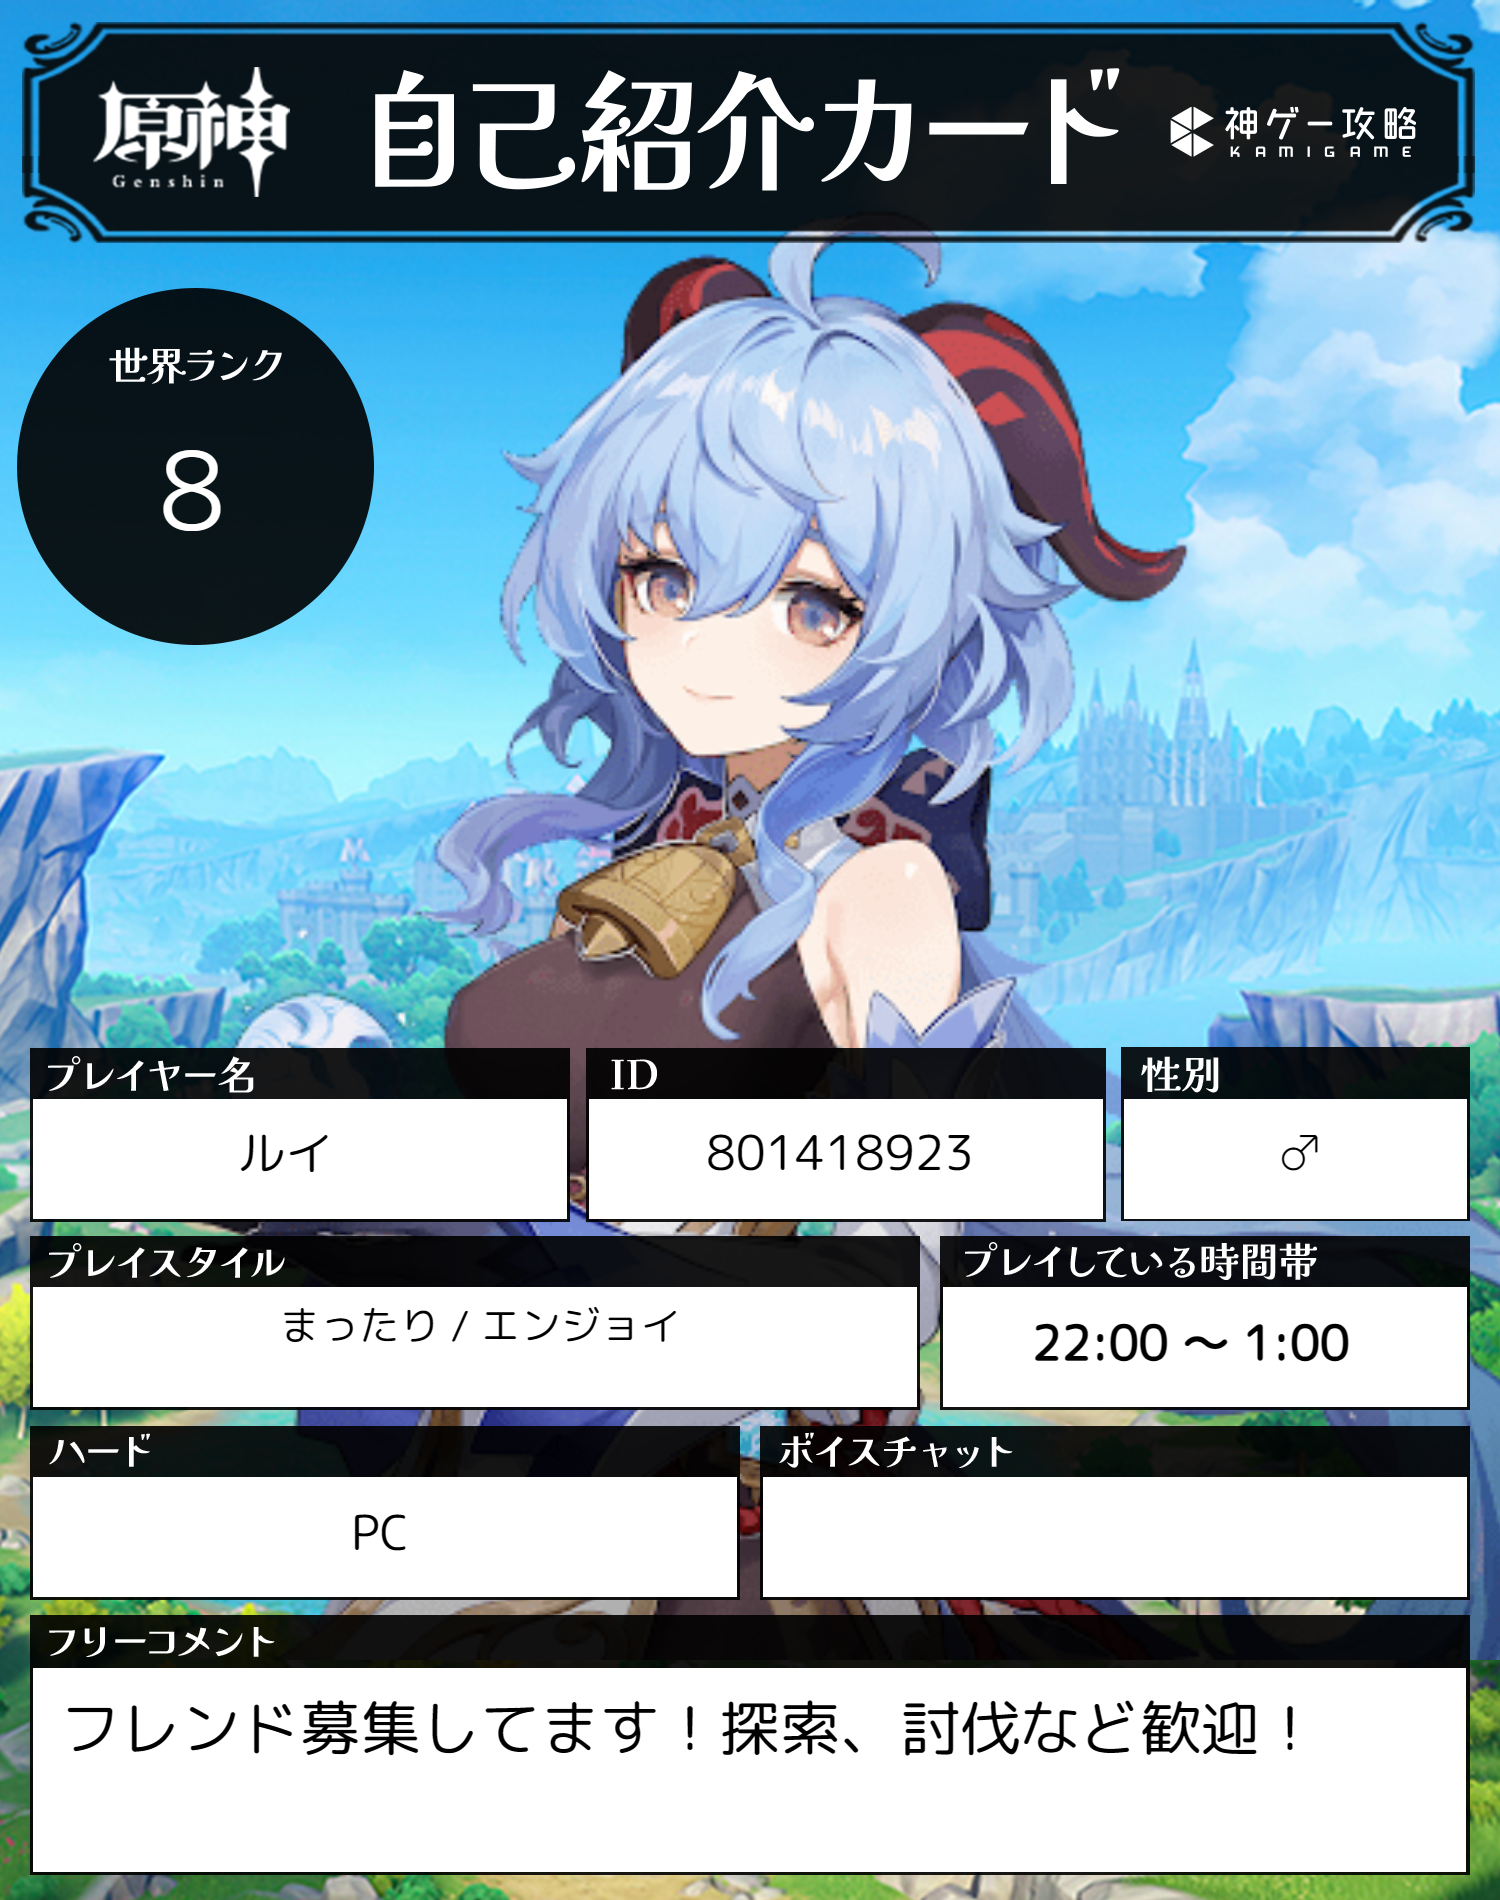 原神
Genshin
自己紹介カード
神ゲー攻略
KAMIGAME
世界ランク
8
プレイヤー名
ID
性別
ルイ
801418923
♂
プレイスタイル
プレイしている時間帯
まったり / エンジョイ
22:00 〜 1:00
ハード
ボイスチャット
PC
フリーコメント
フレンド募集してます！探索、討伐など歓迎！